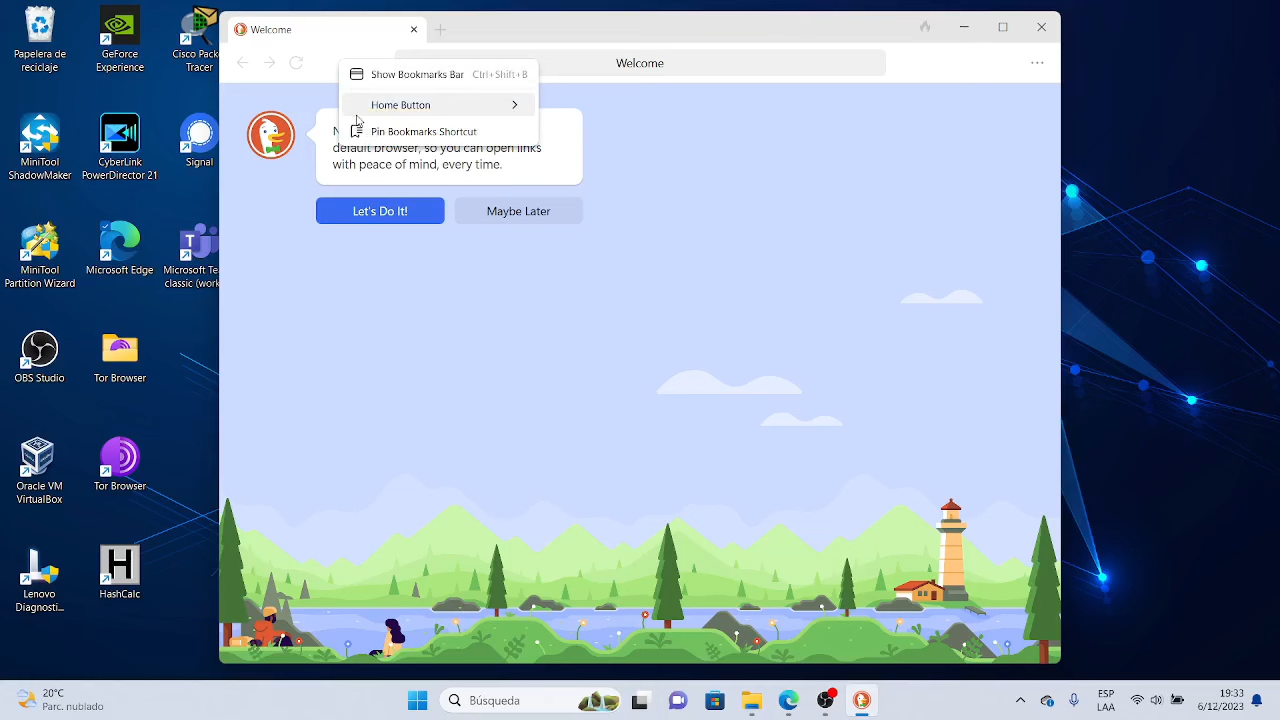 Papelera de
reciclaje
GeForce
Experience
Cisco Pack
Tracer
MiniTool
ShadowMaker
CyberLink
PowerDirector 21
Signal
MiniTool
Partition Wizard
Microsoft Edge
Microsoft Te
classic (work
OBS Studio
Tor Browser
Oracle VM
VirtualBox
Tor Browser
Lenovo
Diagnosti...
HashCalc
Welcome
Welcome
Show Bookmarks Bar Ctrl+Shift+B
Home Button
Pin Bookmarks Shortcut
default browser, so you can open links
with peace of mind, every time.
Let's Do It!
Maybe Later
20°C
Parc. nublado
Búsqueda
ESP
LAA
19:33
6/12/2023